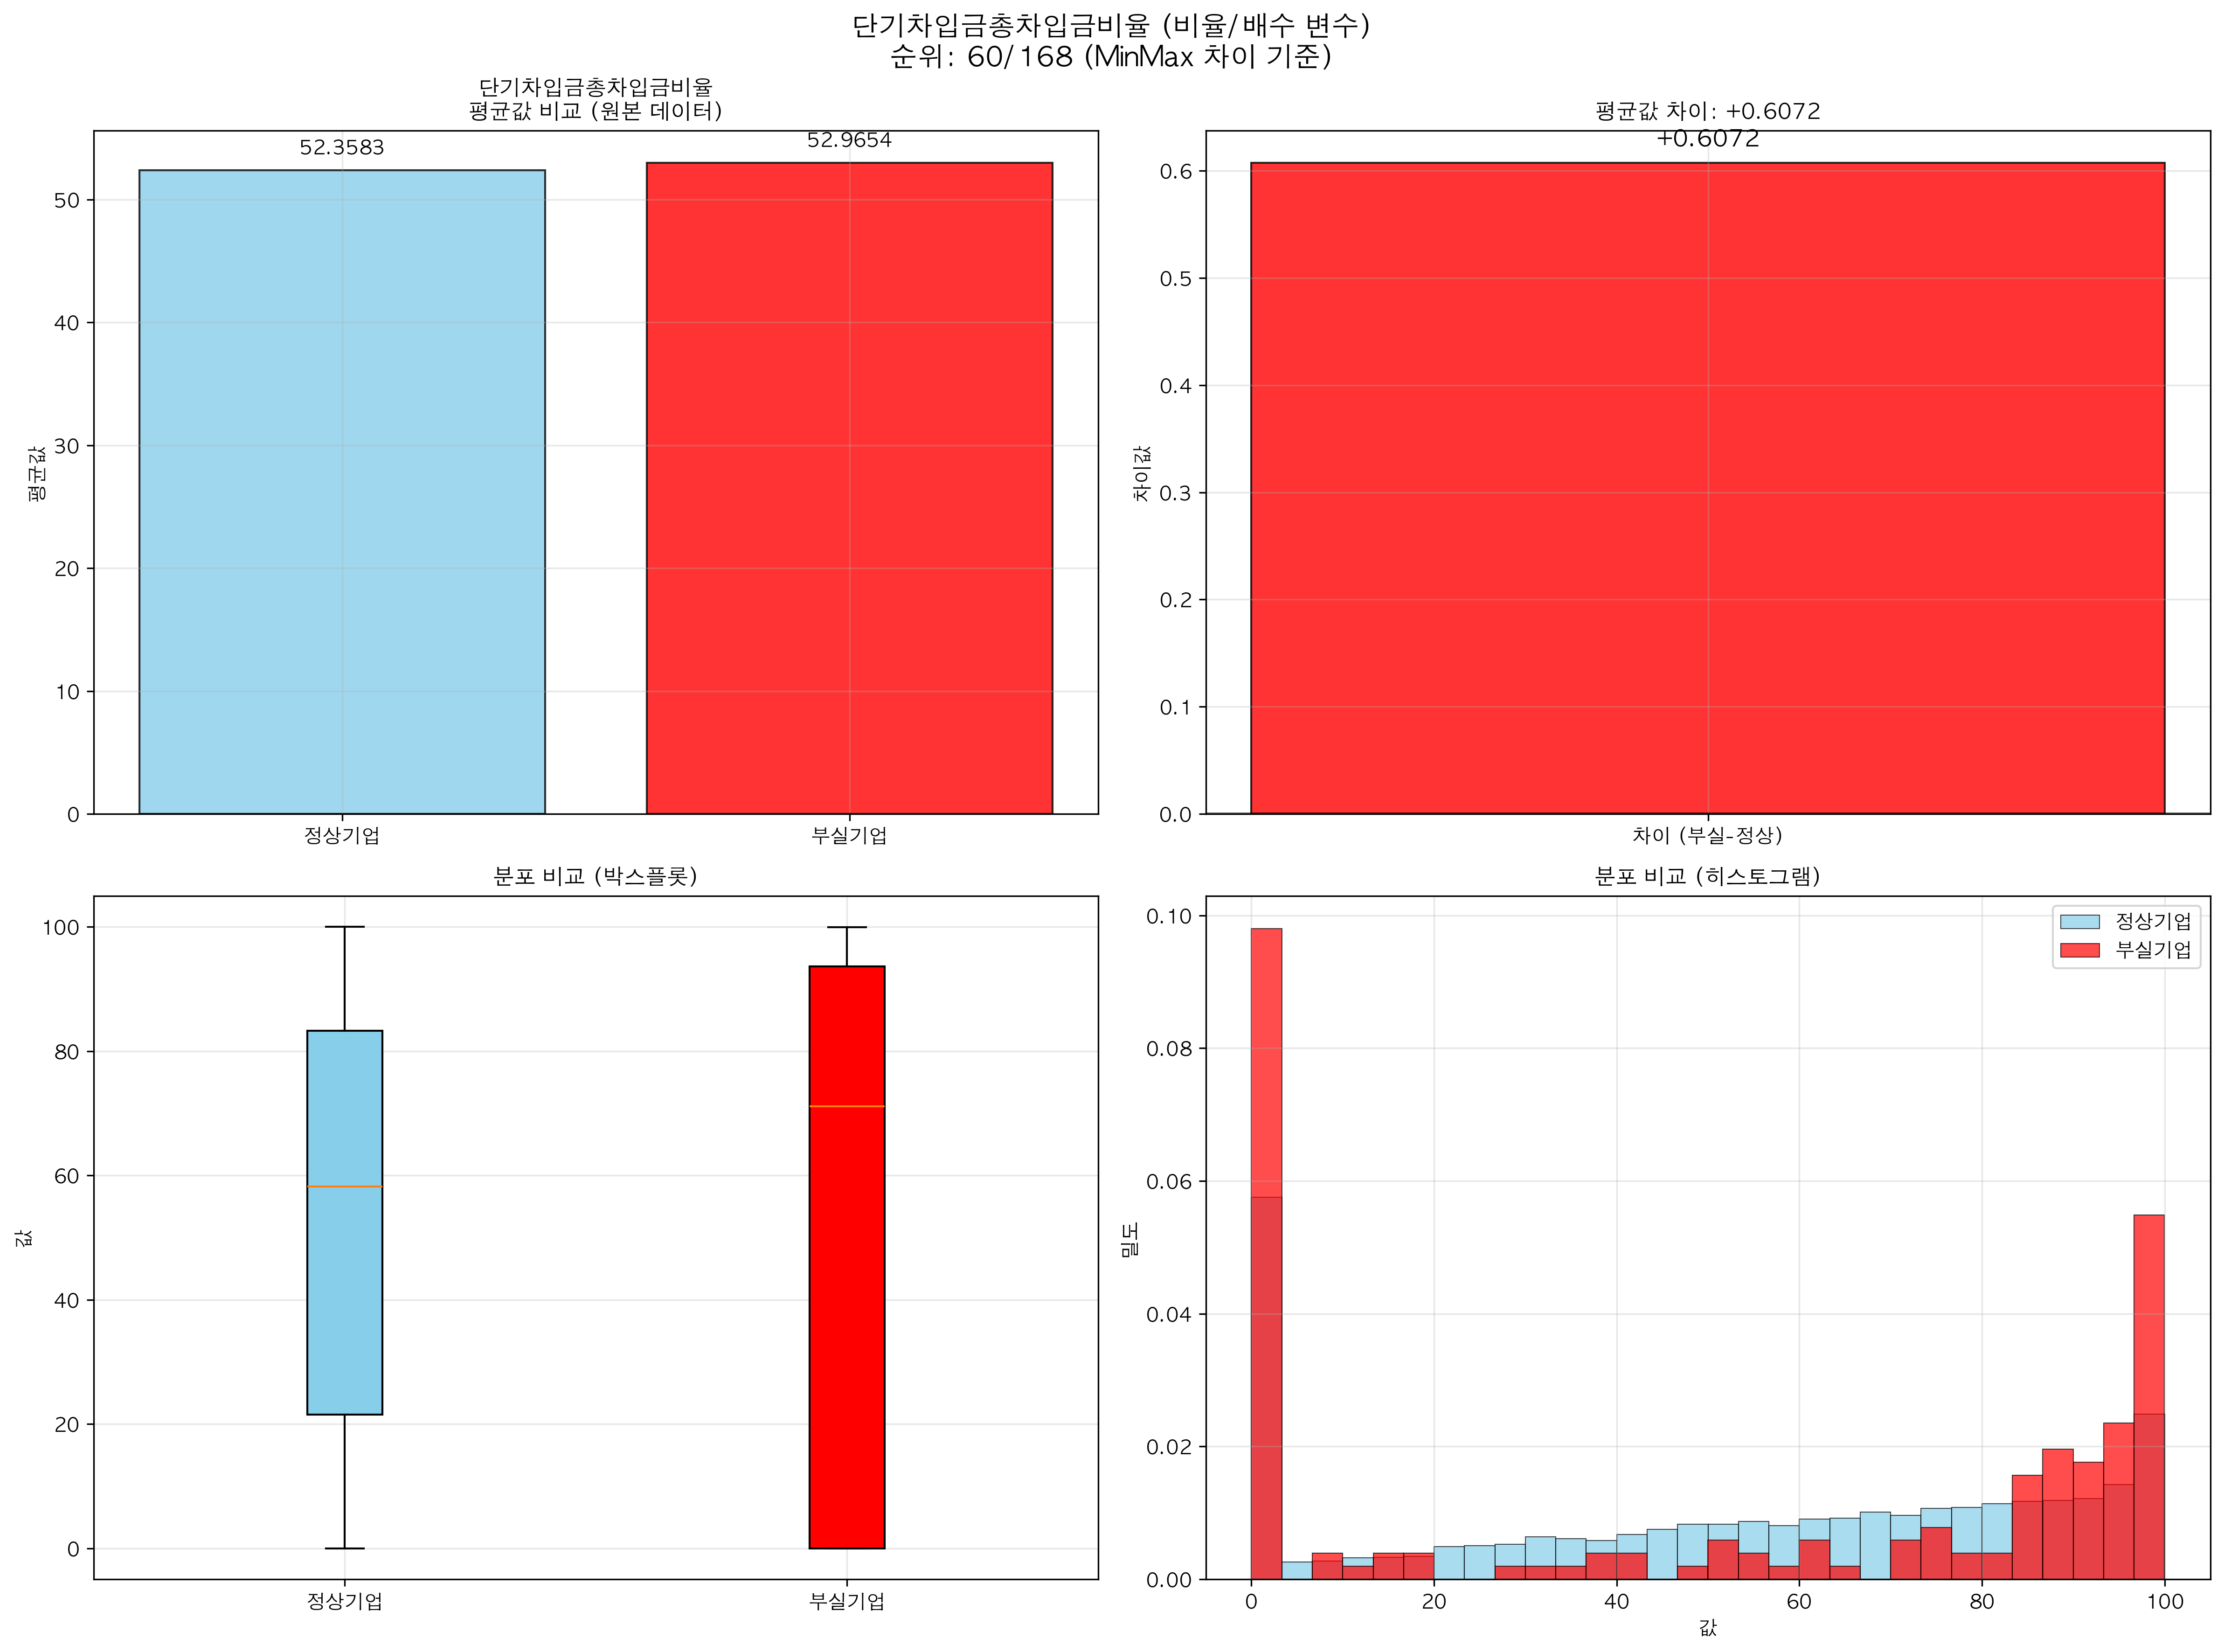 단기차입금총차입금비율 (비율/배수 변수)
순위: 60/168 (MinMax 차이 기준)
단기차입금총차입금비율
평균값 비교 (원본 데이터)
52.3583
52.9654
50
40
30
20
10
0
평균값
정상기업
부실기업
평균값 차이: +0.6072
+0.6072
0.6
0.5
0.4
0.3
0.2
0.1
0.0
차이값
차이 (부실-정상)
분포 비교 (박스플롯)
100
80
60
40
20
0
값
정상기업
부실기업
분포 비교 (히스토그램)
정상기업
부실기업
0.10
0.08
0.06
0.04
0.02
0.00
밀도
0
20
40
60
80
100
값